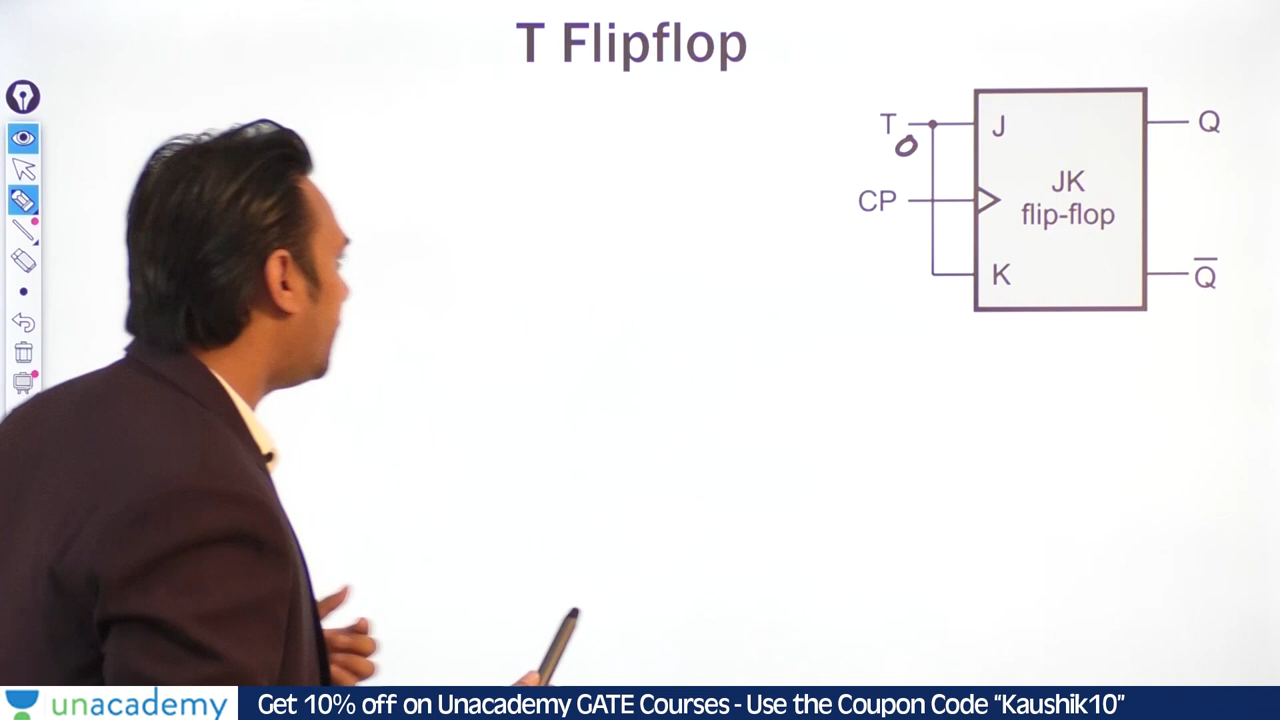 T Flipflop
T
0
J
Q
CP
JK
flip-flop
K
Q̅
unacademy
Get 10% off on Unacademy GATE Courses - Use the Coupon Code “Kaushik10”